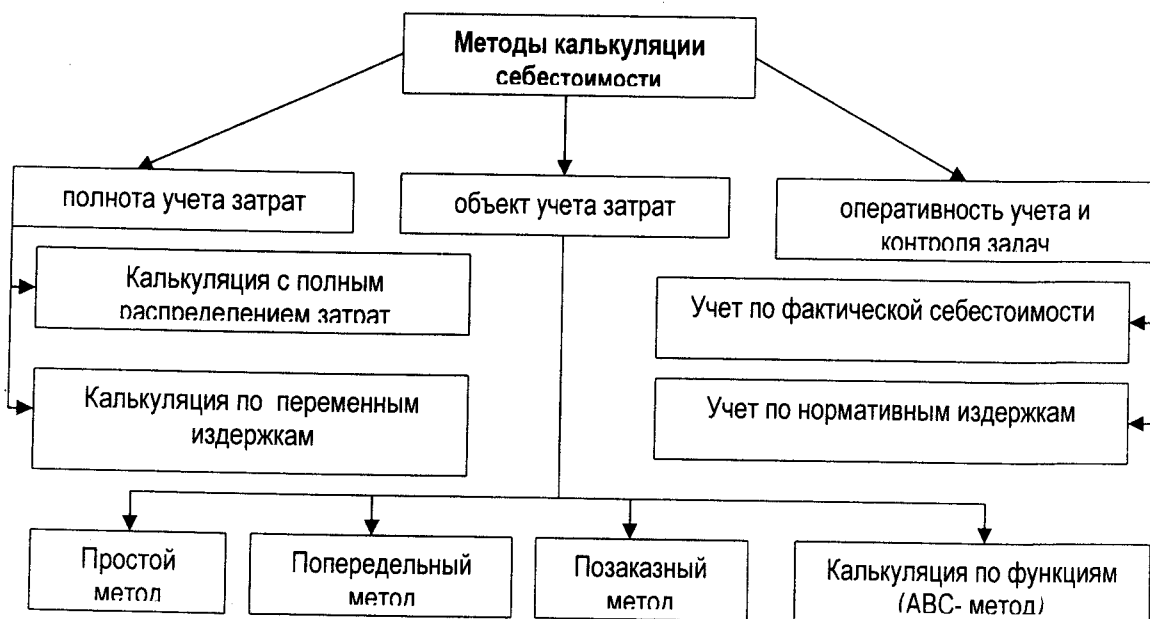 Методы калькуляции
себестоимости
полнота учета затрат
объект учета затрат
оперативность учета и
контроля задач
Калькуляция с полным
распределением затрат
Учет по фактической себестоимости
Калькуляция по переменным
издержкам
Учет по нормативным издержкам
Простой
метод
Попередельный
метод
Позаказный
метод
Калькуляция по функциям
(АВС- метод)